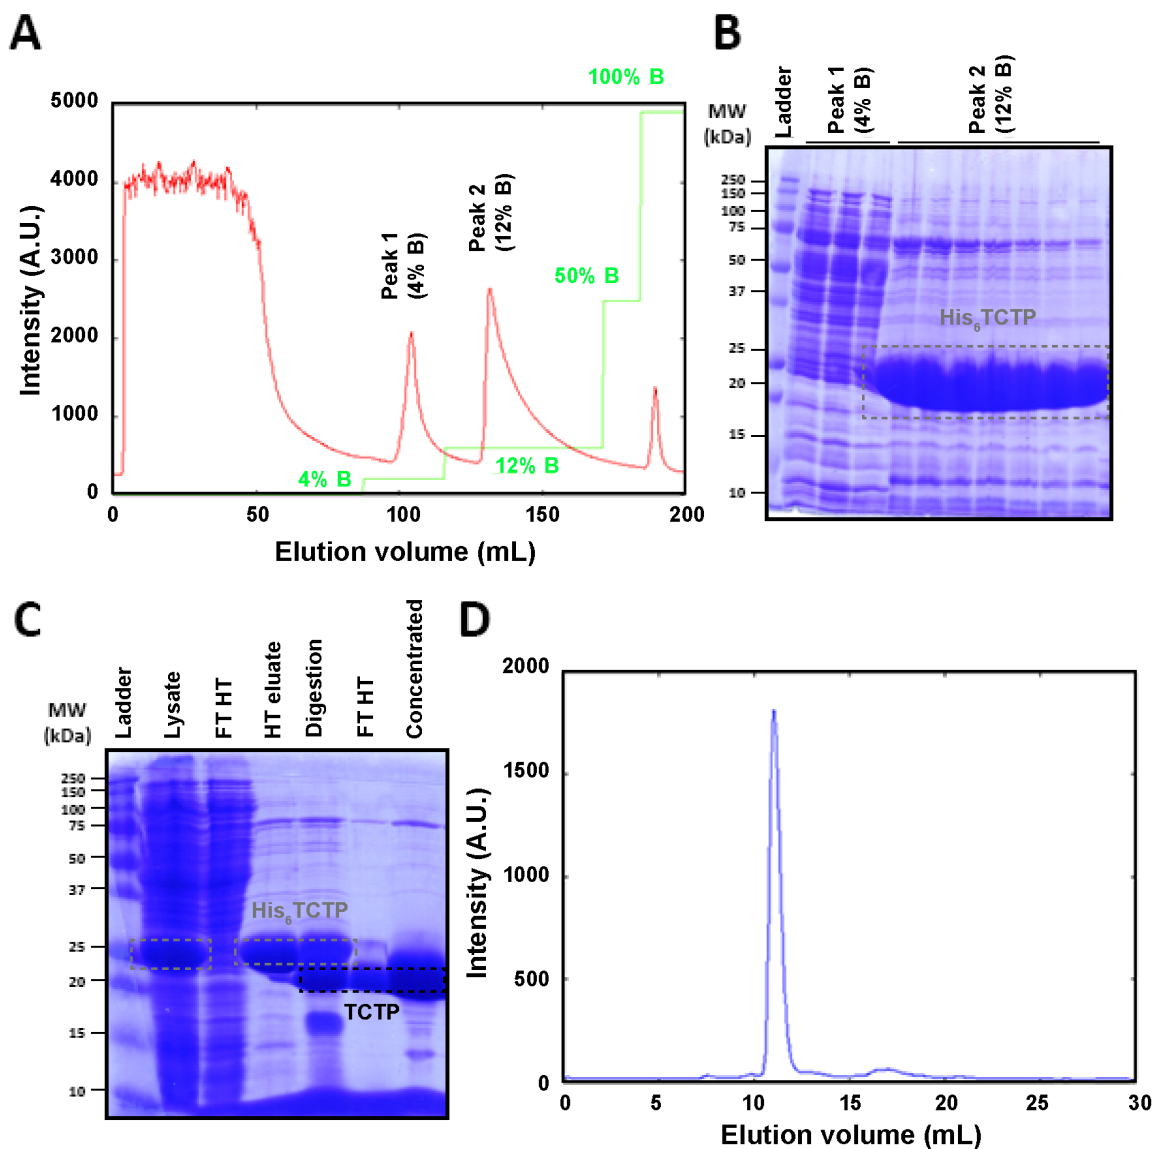 A
Intensity (A.U.)
5000
4000
3000
2000
1000
0
0
50
100
150
200
Elution volume (mL)
Peak 1
(4% B)
Peak 2
(12% B)
4% B
12% B
50% B
100% B
B
MW
(kDa)
Ladder
Peak 1
(4% B)
Peak 2
(12% B)
250
150
100
75
50
37
25
20
15
10
His6TCTP
C
MW
(kDa)
Ladder
Lysate
FT HT
HT eluate
Digestion
FT HT
Concentrated
250
150
100
75
50
37
25
20
15
10
His6TCTP
TCTP
D
Intensity (A.U.)
2000
1500
1000
500
0
0
5
10
15
20
25
30
Elution volume (mL)